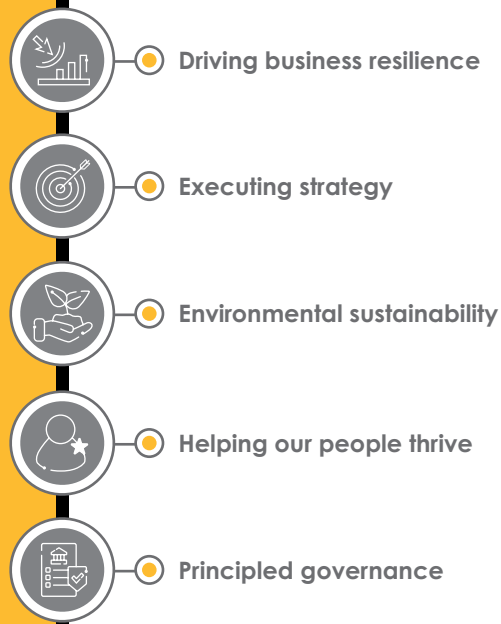 Driving business resilience
Executing strategy
Environmental sustainability
Helping our people thrive
Principled governance